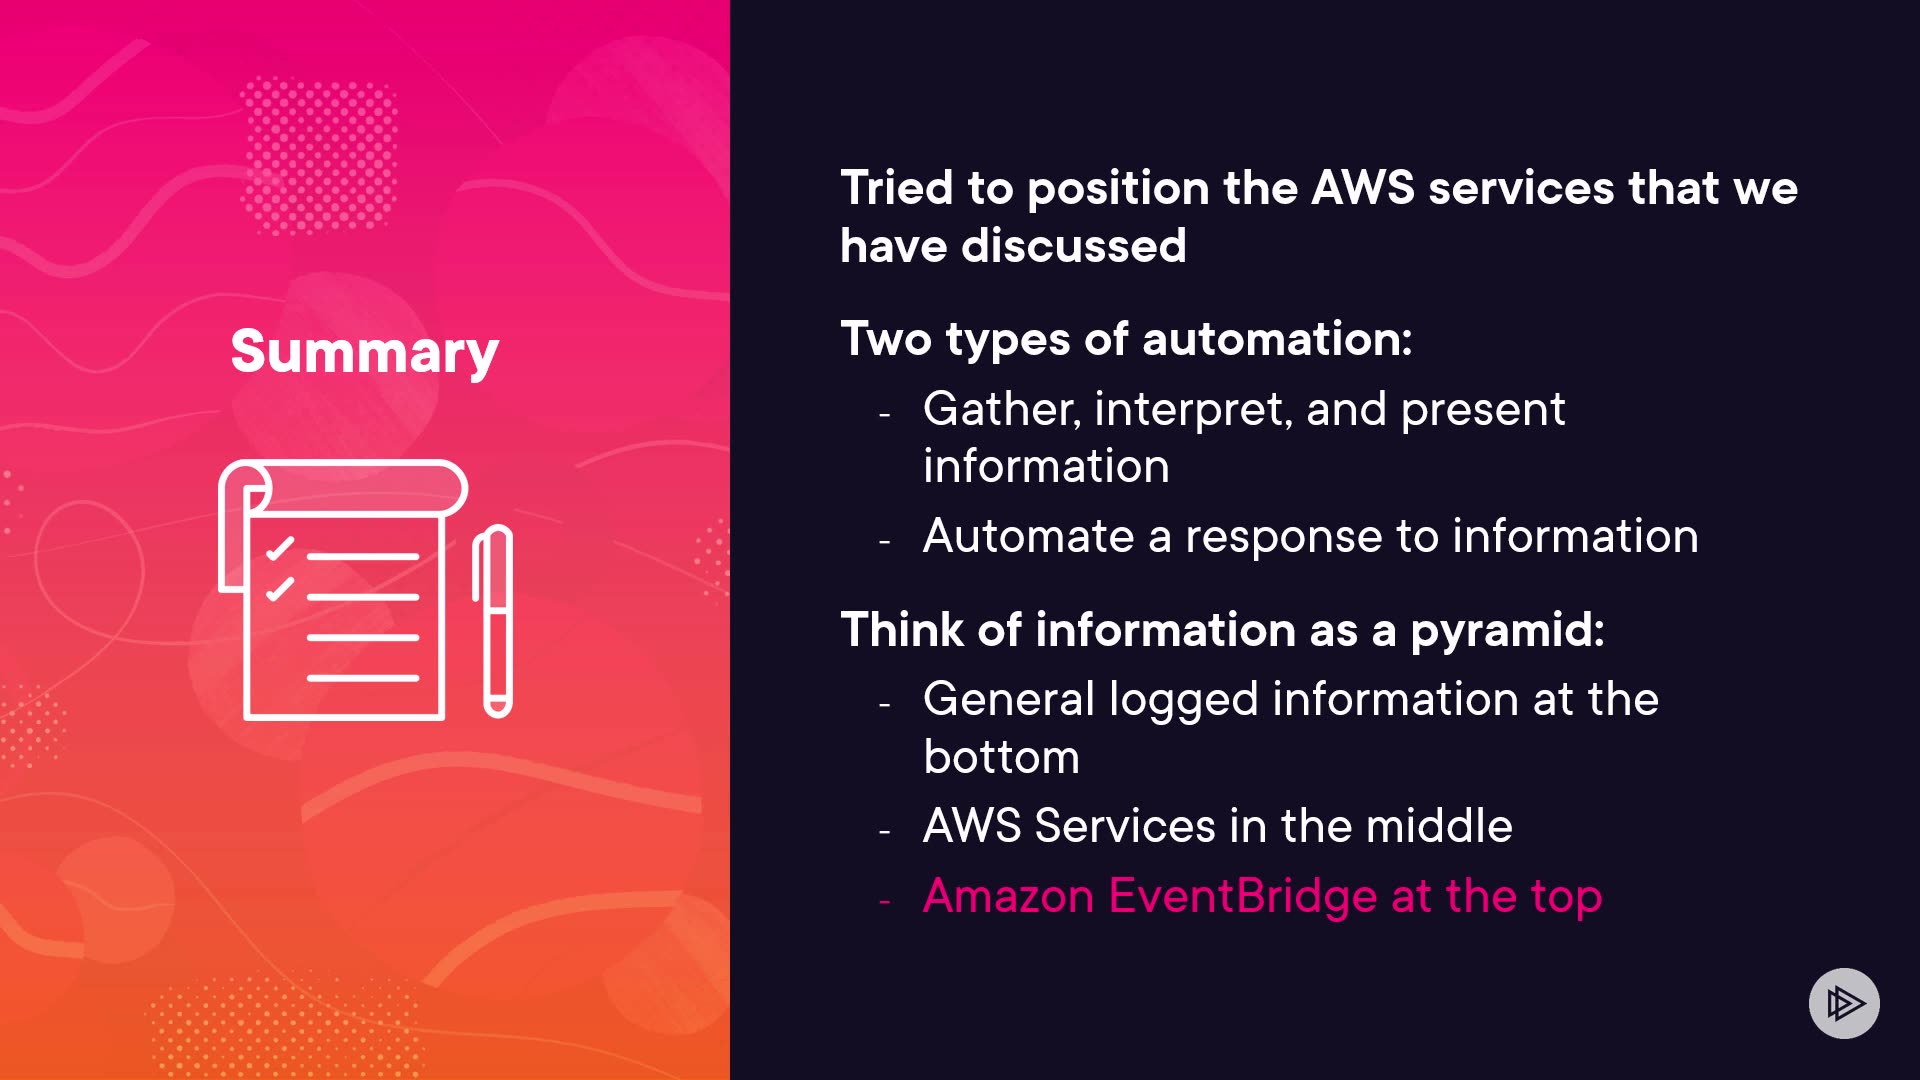 Summary
Tried to position the AWS services that we
have discussed
Two types of automation:
- Gather, interpret, and present
information
- Automate a response to information
Think of information as a pyramid:
- General logged information at the
bottom
- AWS Services in the middle
- Amazon EventBridge at the top